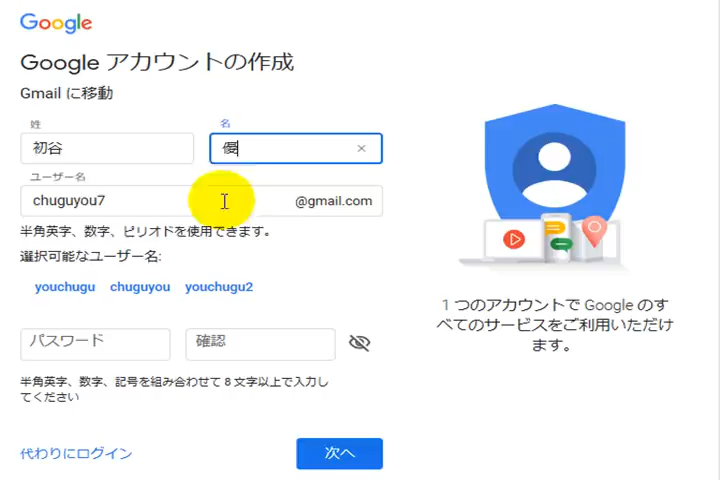 Google
Google アカウントの作成
Gmail に移動
姓
名
初谷
優
ユーザー名
chuguyou7
@gmail.com
半角英字、数字、ピリオドを使用できます。
選択可能なユーザー名:
youchugu chuguyou youchugu2
パスワード
確認
半角英字、数字、記号を組み合わせて 8 文字以上で入力し
てください
代わりにログイン
次へ
1 つのアカウントで Google のす
べてのサービスをご利用いただけ
ます。